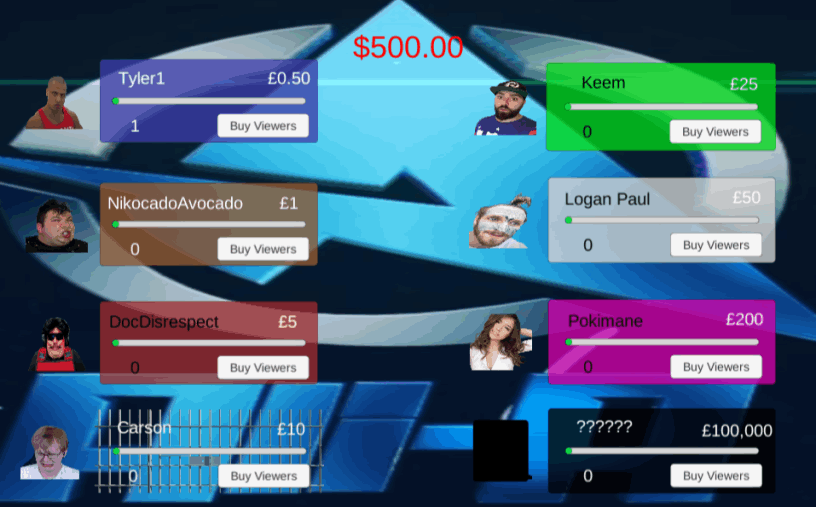 $500.00
Tyler1 £0.50
1 Buy Viewers
Keem £25
0 Buy Viewers
NikocadoAvocado £1
0 Buy Viewers
Logan Paul £50
0 Buy Viewers
DocDisrespect £5
0 Buy Viewers
Pokimane £200
0 Buy Viewers
Carson £10
0 Buy Viewers
?????? £100,000
0 Buy Viewers